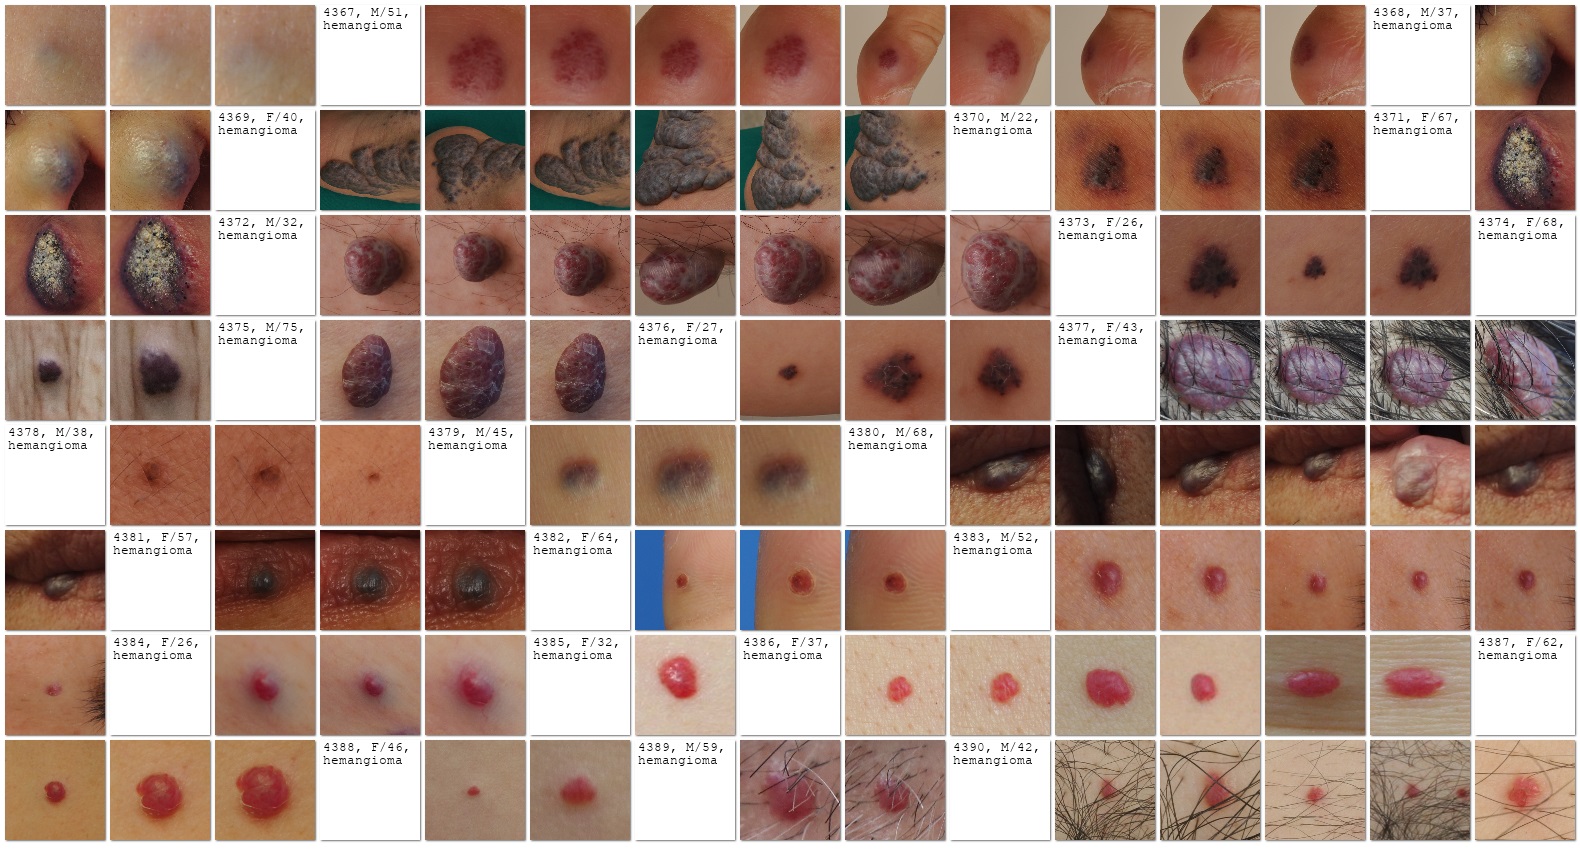 4367, M/51,
hemangioma
4368, M/37,
hemangioma
4369, F/40,
hemangioma
4370, M/22,
hemangioma
4371, F/67,
hemangioma
4372, M/32,
hemangioma
4373, F/26,
hemangioma
4374, F/68,
hemangioma
4375, M/75,
hemangioma
4376, F/27,
hemangioma
4377, F/43,
hemangioma
4378, M/38,
hemangioma
4379, M/45,
hemangioma
4380, M/68,
hemangioma
4381, F/57,
hemangioma
4382, F/64,
hemangioma
4383, M/52,
hemangioma
4384, F/26,
hemangioma
4385, F/32,
hemangioma
4386, F/37,
hemangioma
4387, F/62,
hemangioma
4388, F/46,
hemangioma
4389, M/59,
hemangioma
4390, M/42,
hemangioma